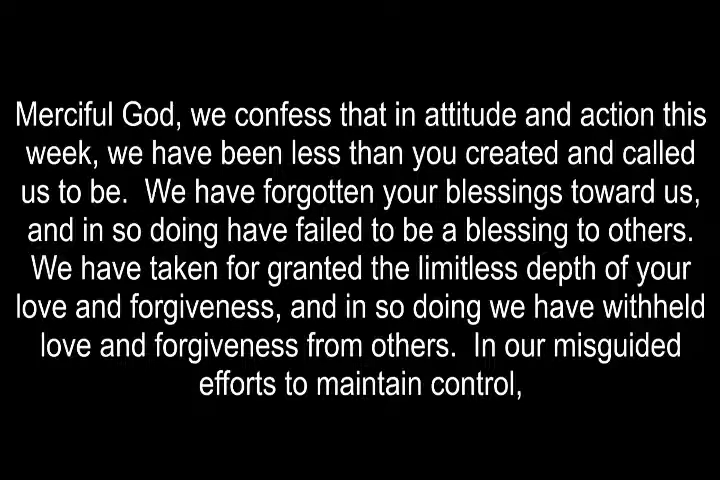 Merciful God, we confess that in attitude and action this
week, we have been less than you created and called
us to be.  We have forgotten your blessings toward us,
and in so doing have failed to be a blessing to others.
We have taken for granted the limitless depth of your
love and forgiveness, and in so doing we have withheld
love and forgiveness from others.  In our misguided
efforts to maintain control,